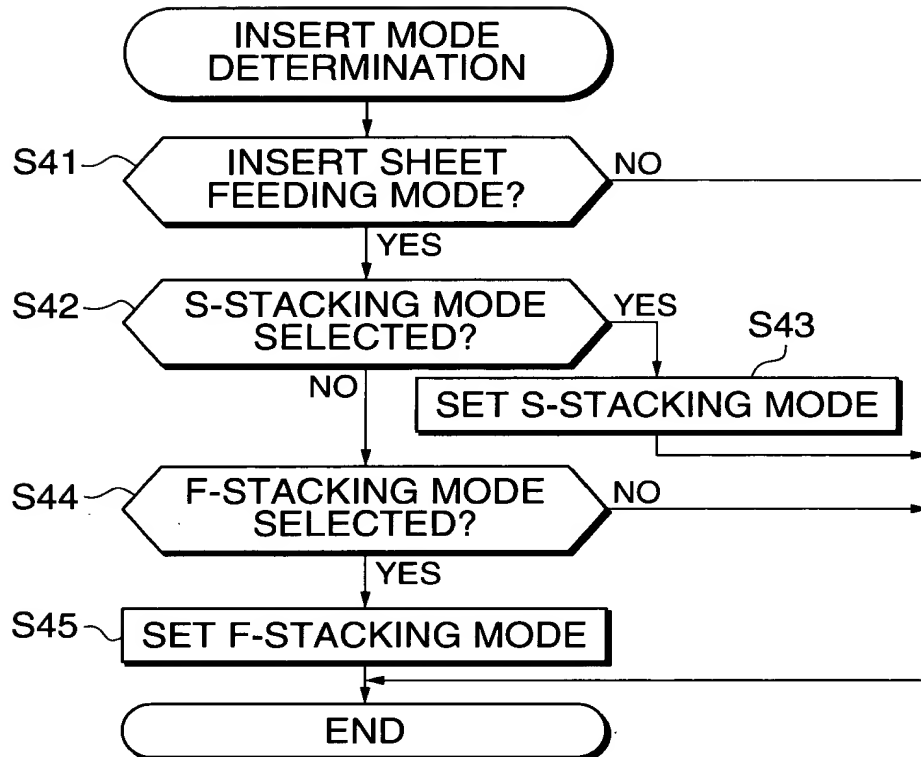 INSERT MODE
DETERMINATION
S41
INSERT SHEET
FEEDING MODE?
NO
YES
S42
S-STACKING MODE
SELECTED?
YES
NO
S43
SET S-STACKING MODE
S44
F-STACKING MODE
SELECTED?
NO
YES
S45
SET F-STACKING MODE
END